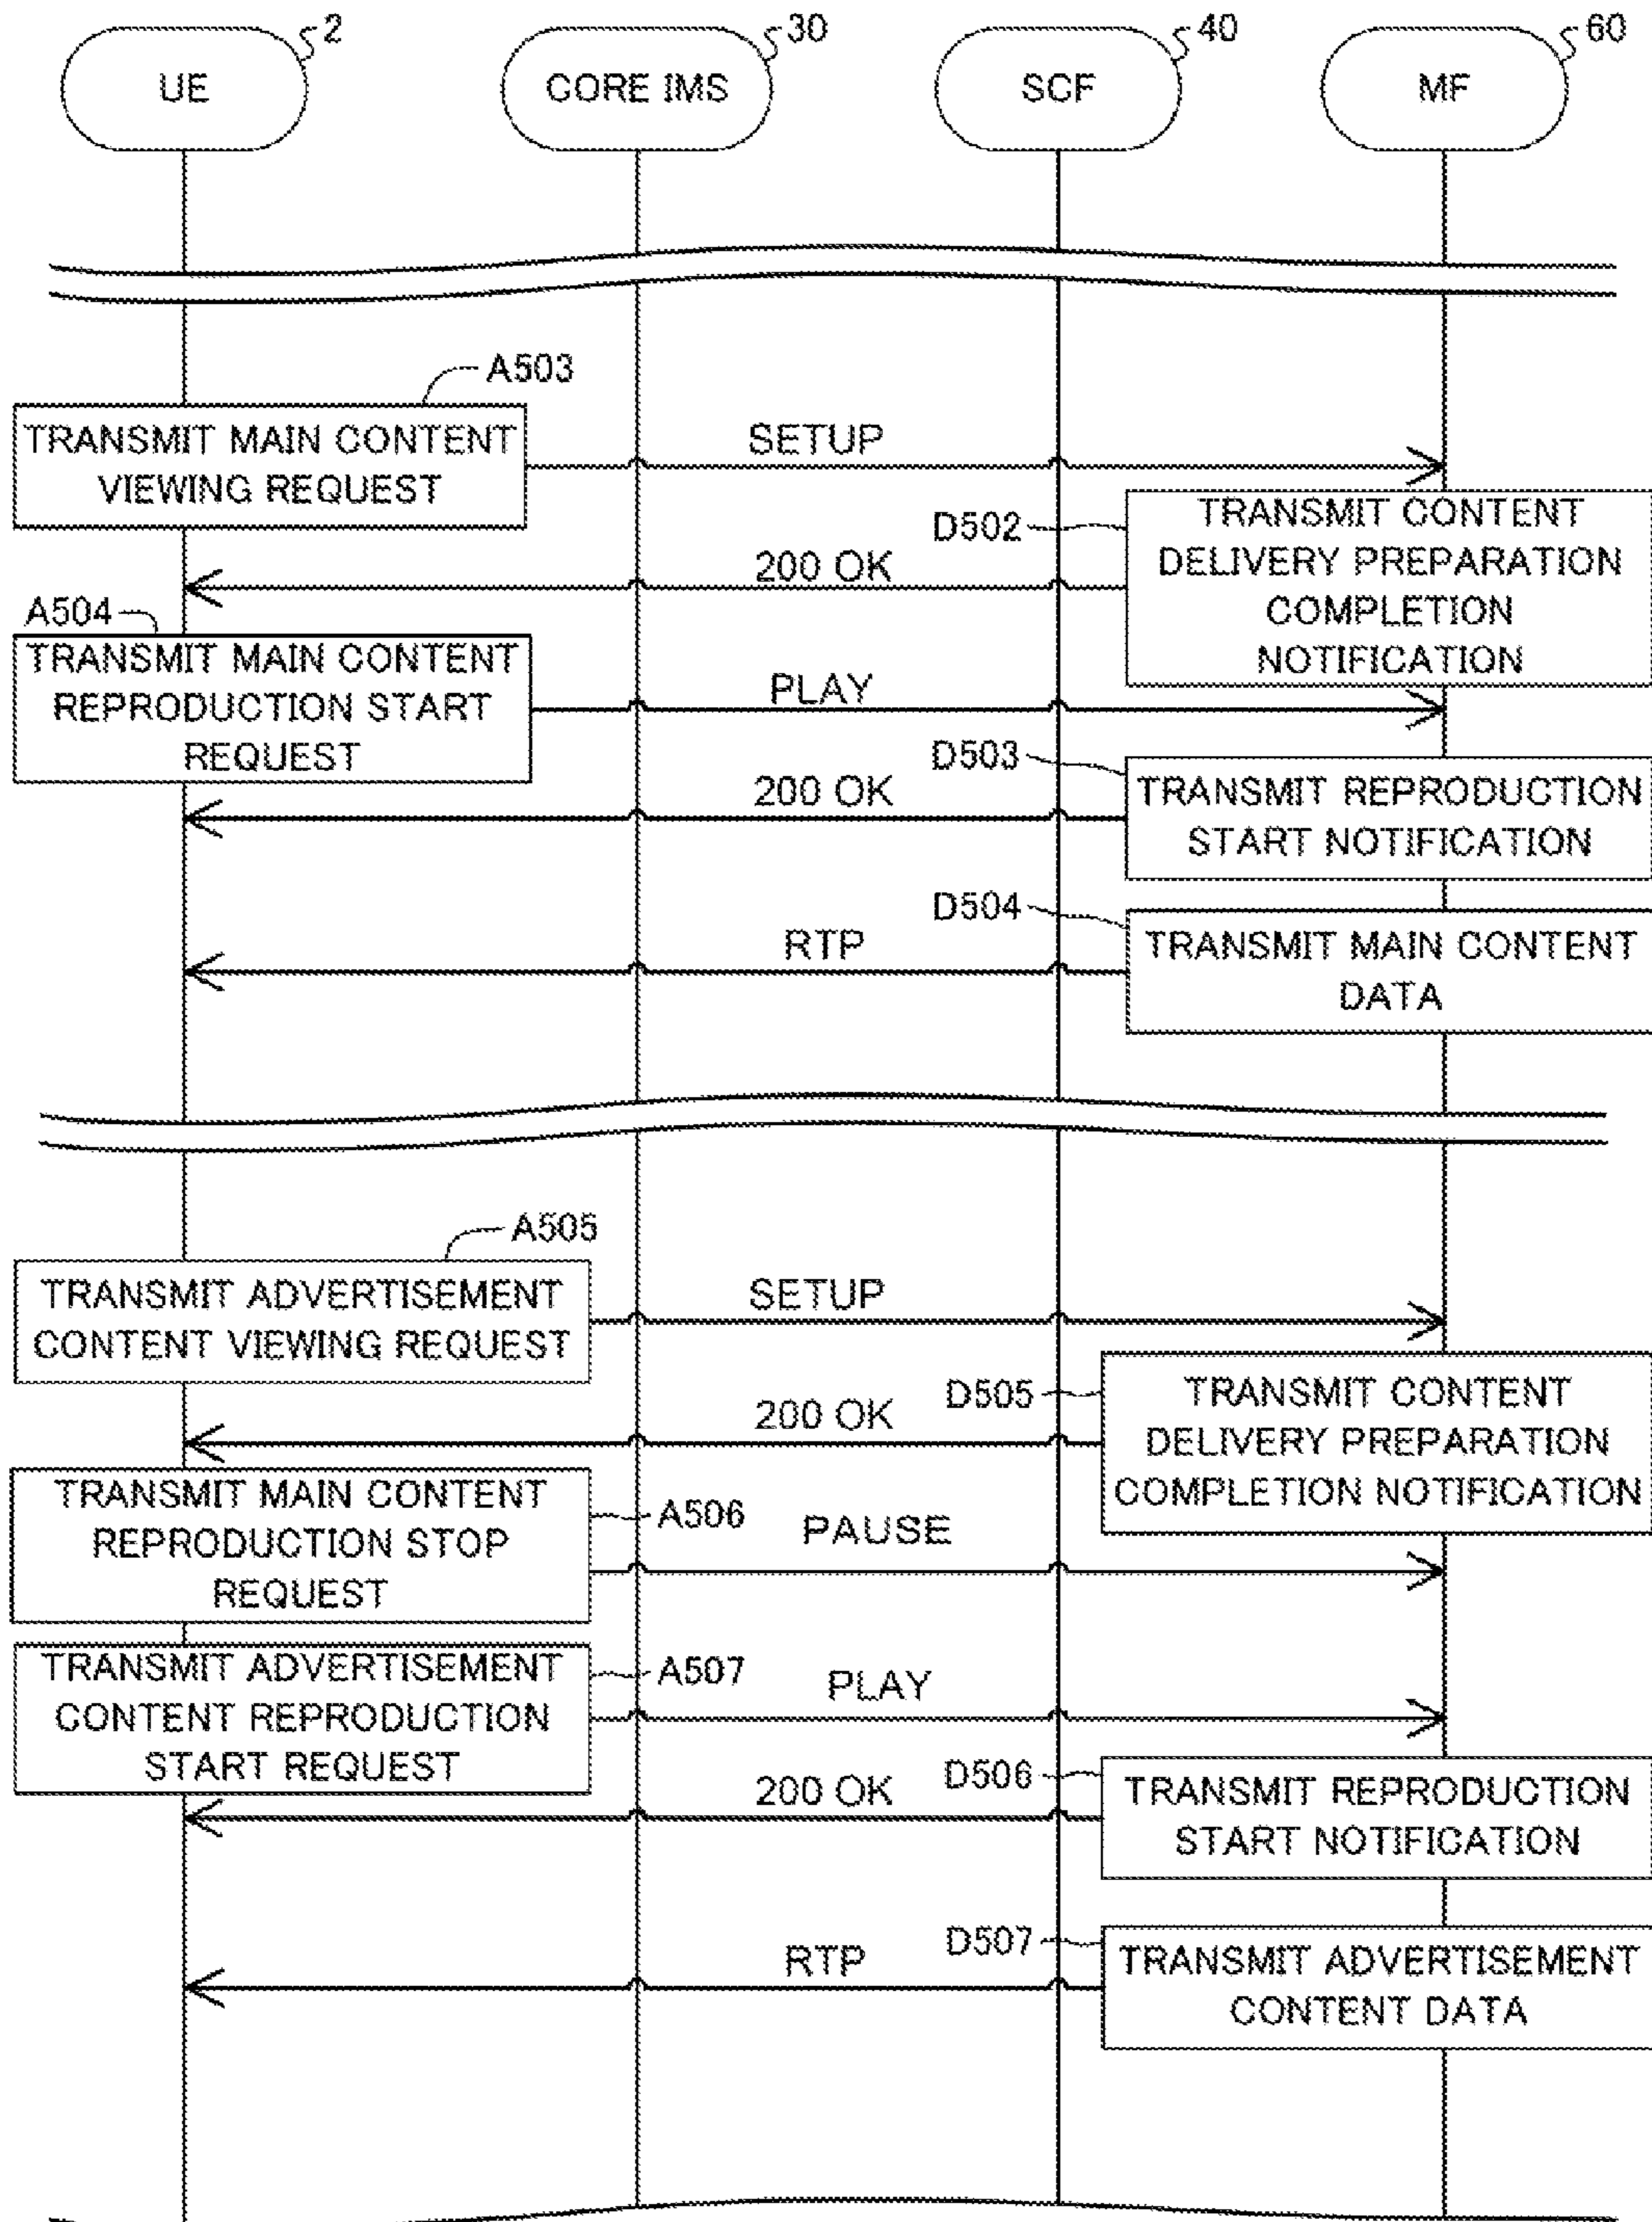 2
30
40
60
UE
CORE IMS
SCF
MF
A503
TRANSMIT MAIN CONTENT
VIEWING REQUEST
SETUP
D502
TRANSMIT CONTENT
DELIVERY PREPARATION
COMPLETION
NOTIFICATION
200 OK
A504
TRANSMIT MAIN CONTENT
REPRODUCTION START
REQUEST
PLAY
D503
TRANSMIT REPRODUCTION
START NOTIFICATION
200 OK
D504
TRANSMIT MAIN CONTENT
DATA
RTP
A505
TRANSMIT ADVERTISEMENT
CONTENT VIEWING REQUEST
SETUP
D505
TRANSMIT CONTENT
DELIVERY PREPARATION
COMPLETION NOTIFICATION
200 OK
TRANSMIT MAIN CONTENT
REPRODUCTION STOP
REQUEST
A506
PAUSE
TRANSMIT ADVERTISEMENT
CONTENT REPRODUCTION
START REQUEST
A507
PLAY
D506
TRANSMIT REPRODUCTION
START NOTIFICATION
200 OK
D507
TRANSMIT ADVERTISEMENT
CONTENT DATA
RTP